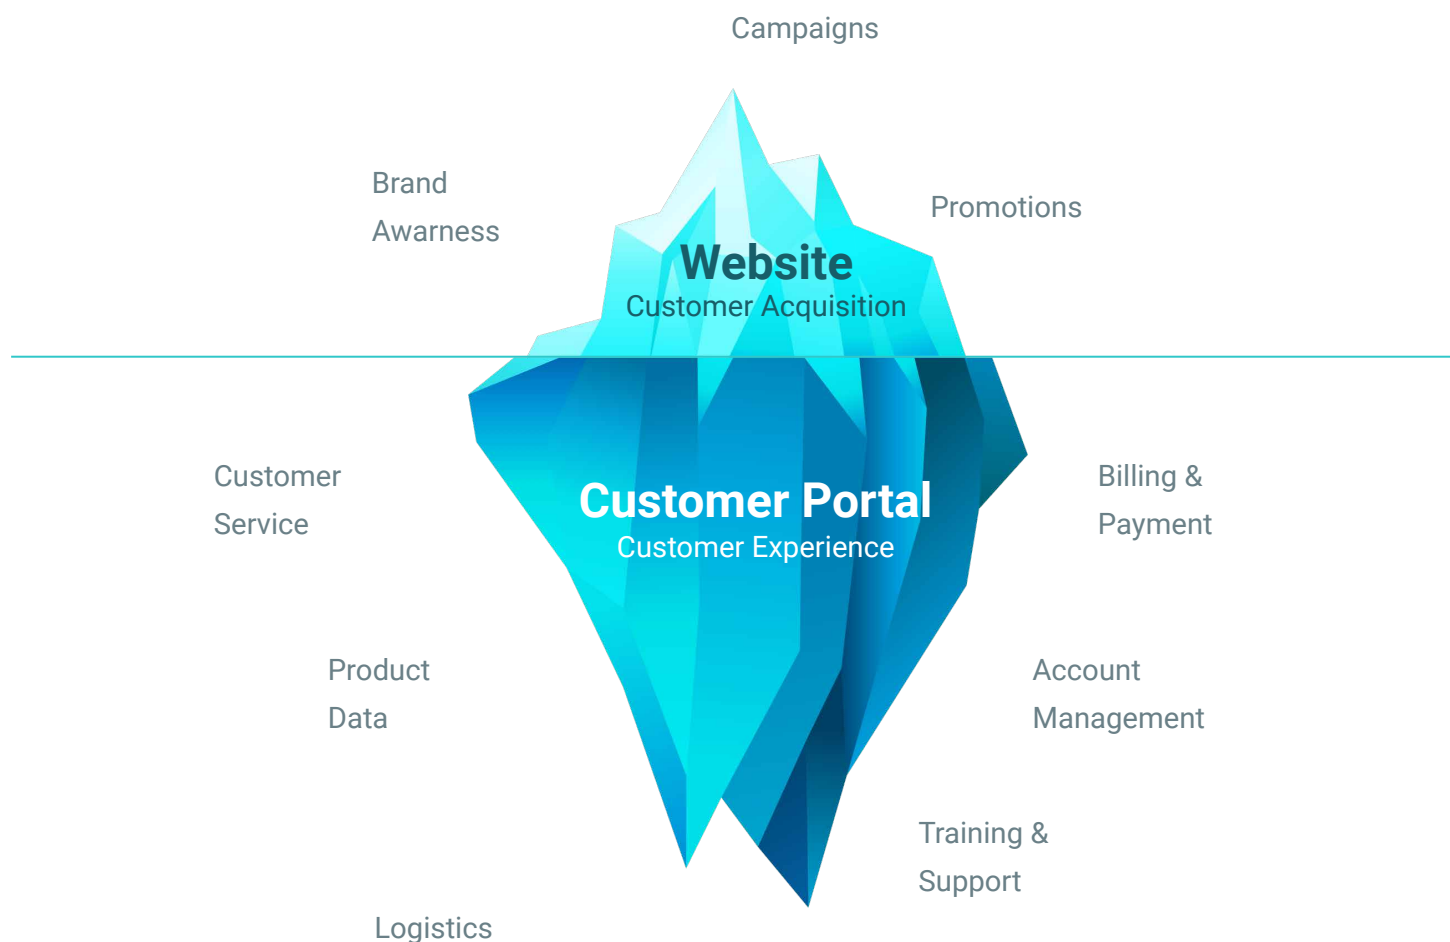 Campaigns
Brand
Awarness
Promotions
Website
Customer Acquisition
Customer
Service
Billing &
Payment
Customer Portal
Customer Experience
Product
Data
Account
Management
Training &
Support
Logistics